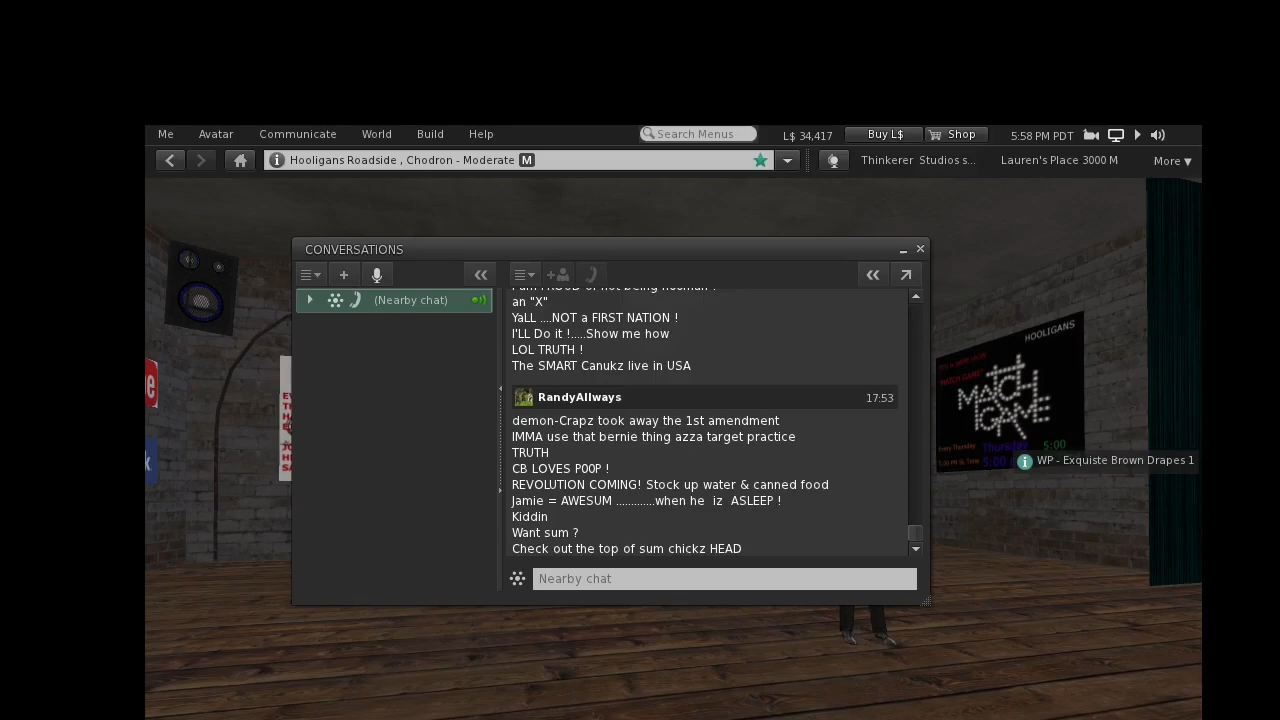 Me Avatar Communicate World Build Help Search Menus L$ 34,417 Buy L$ Shop 5:58 PM PDT
Hooligans Roadside , Chodron - Moderate M Thinkerer Studios s... Lauren's Place 3000 M More ▼
CONVERSATIONS
(Nearby chat)
an "X"
YaLL ....NOT a FIRST NATION !
I'LL Do it !.....Show me how
LOL TRUTH !
The SMART Canukz live in USA
RandyAllways 17:53
demon-Crapz took away the 1st amendment
IMMA use that bernie thing azza target practice
TRUTH
CB LOVES P00P !
REVOLUTION COMING! Stock up water & canned food
Jamie = AWESUM .............when he  iz  ASLEEP !
Kiddin
Want sum ?
Check out the top of sum chickz HEAD
Nearby chat
HOOLIGANS
MATCH
GAME
Every Thursday
Thursday
5:00
WP - Exquiste Brown Drapes 1